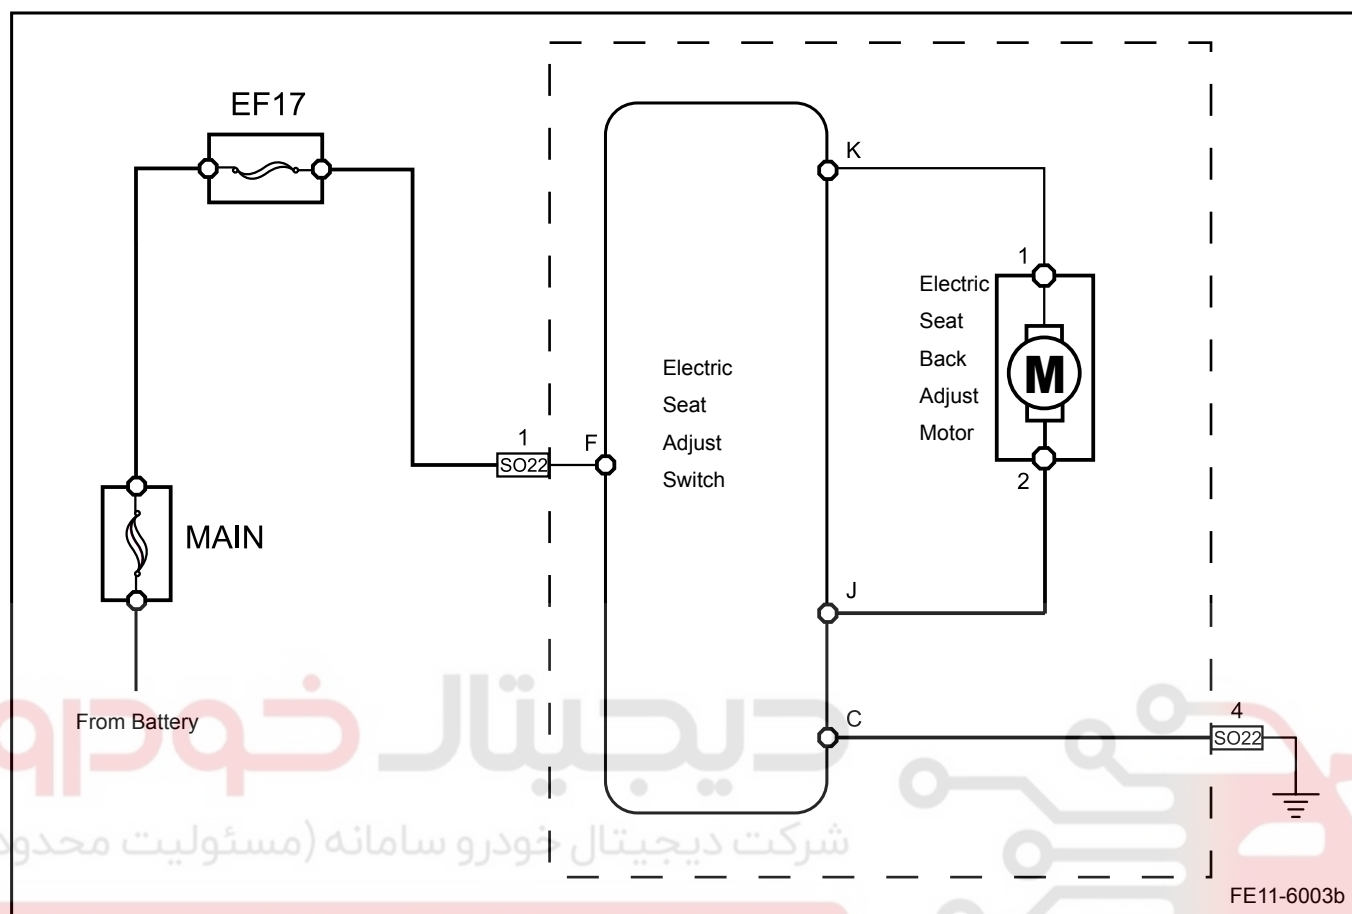 EF17
K
1
Electric
Seat
Back
Adjust
Motor
M
Electric
Seat
Adjust
Switch
1
SO22
F
2
MAIN
J
From Battery
C
4
SO22
دیجیتال خودرو
شرکت دیجیتال خودرو سامانه (مسئولیت محدود
FE11-6003b